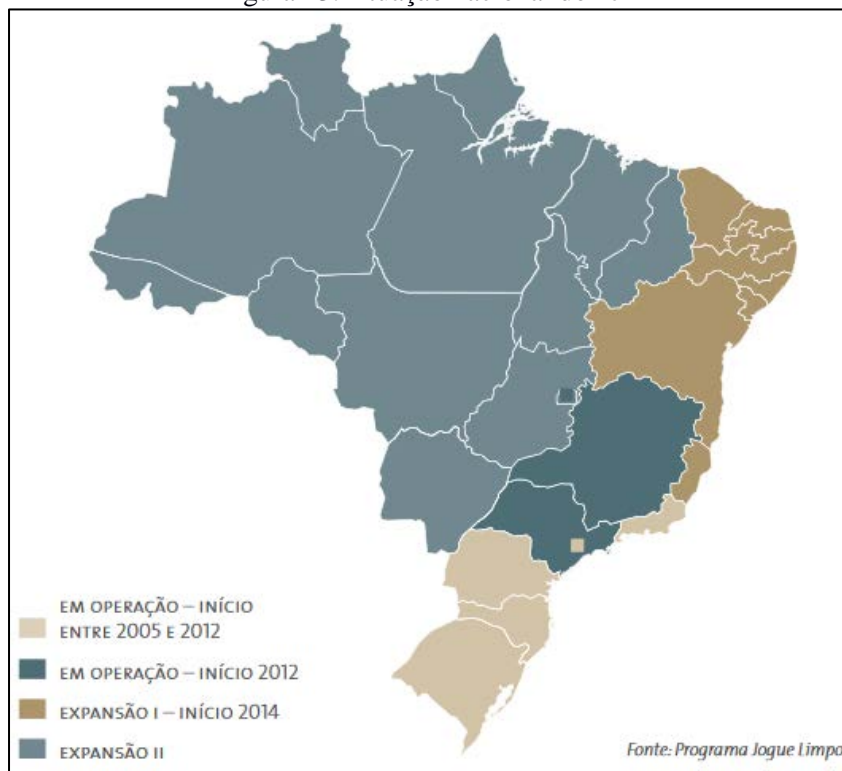 EM OPERAÇÃO – INÍCIO
ENTRE 2005 E 2012
EM OPERAÇÃO – INÍCIO 2012
EXPANSÃO I – INÍCIO 2014
EXPANSÃO II
Fonte: Programa Jogue Limpo